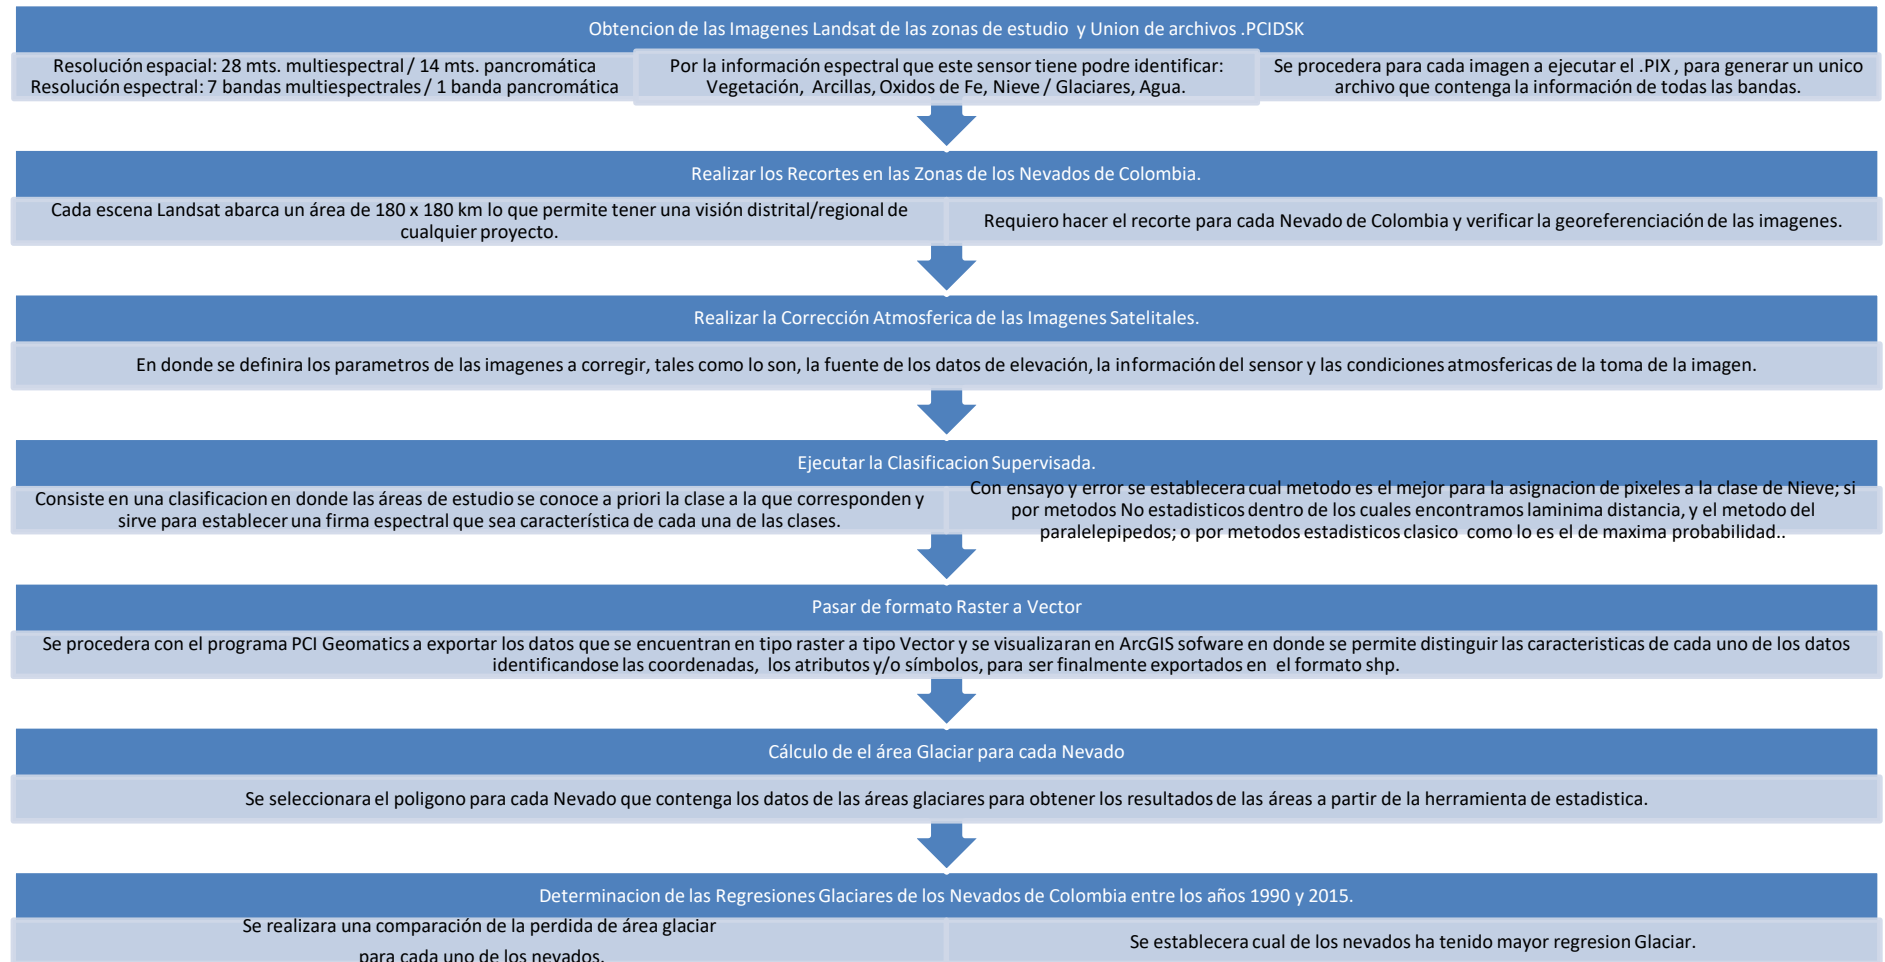 Obtencion de las Imagenes Landsat de las zonas de estudio y Union de archivos .PCIDSK
Resolución espacial: 28 mts. multiespectral / 14 mts. pancromática
Resolución espectral: 7 bandas multiespectrales / 1 banda pancromática
Por la información espectral que este sensor tiene podre identificar:
Vegetación, Arcillas, Oxidos de Fe, Nieve / Glaciares, Agua.
Se procedera para cada imagen a ejecutar el .PIX , para generar un unico
archivo que contenga la información de todas las bandas.
Realizar los Recortes en las Zonas de los Nevados de Colombia.
Cada escena Landsat abarca un área de 180 x 180 km lo que permite tener una visión distrital/regional de
cualquier proyecto.
Requiero hacer el recorte para cada Nevado de Colombia y verificar la georeferenciación de las imagenes.
Realizar la Corrección Atmosferica de las Imagenes Satelitales.
En donde se definira los parametros de las imagenes a corregir, tales como lo son, la fuente de los datos de elevación, la información del sensor y las condiciones atmosfericas de la toma de la imagen.
Ejecutar la Clasificacion Supervisada.
Consiste en una clasificacion en donde las áreas de estudio se conoce a priori la clase a la que corresponden y
sirve para establecer una firma espectral que sea característica de cada una de las clases.
Con ensayo y error se establecera cual metodo es el mejor para la asignacion de pixeles a la clase de Nieve; si
por metodos No estadisticos dentro de los cuales encontramos laminima distancia, y el metodo del
paralelepipedos; o por metodos estadisticos clasico como lo es el de maxima probabilidad..
Pasar de formato Raster a Vector
Se procedera con el programa PCI Geomatics a exportar los datos que se encuentran en tipo raster a tipo Vector y se visualizaran en ArcGIS sofware en donde se permite distinguir las caracteristicas de cada uno de los datos
identificandose las coordenadas, los atributos y/o símbolos, para ser finalmente exportados en el formato shp.
Cálculo de el área Glaciar para cada Nevado
Se seleccionara el poligono para cada Nevado que contenga los datos de las áreas glaciares para obtener los resultados de las áreas a partir de la herramienta de estadistica.
Determinacion de las Regresiones Glaciares de los Nevados de Colombia entre los años 1990 y 2015.
Se realizara una comparación de la perdida de área glaciar
para cada uno de los nevados.
Se establecera cual de los nevados ha tenido mayor regresion Glaciar.